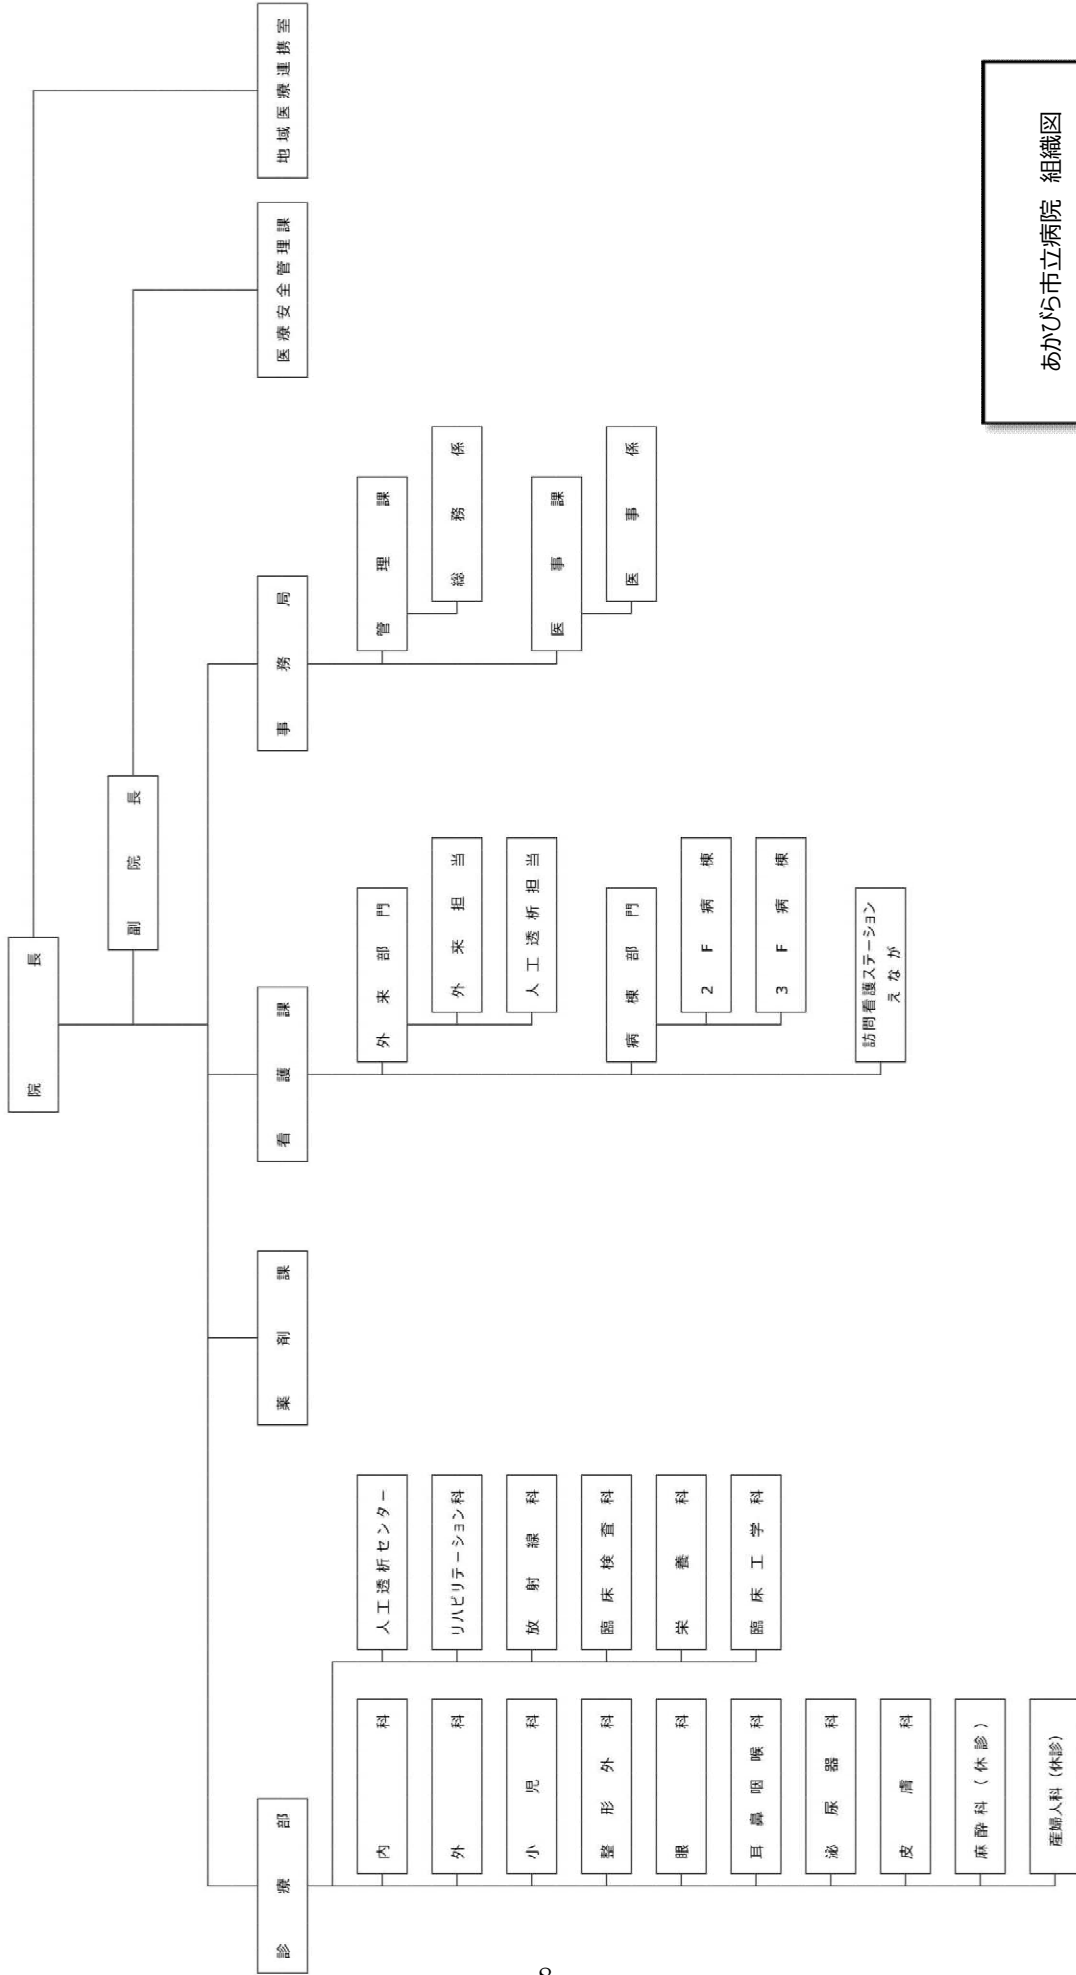 あかびら市立病院 組織図
院長
副院長
診療部
薬剤課
看護課
事務局
医療安全管理課
地域医療連携室
内科
外科
小児科
整形外科
眼科
耳鼻咽喉科
泌尿器科
皮膚科
麻酔科(休診)
産婦人科(休診)
人工透析センター
リハビリテーション科
放射線科
臨床検査科
栄養科
臨床工学科
外来部門
外来担当
人工透析担当
病棟部門
2F病棟
3F病棟
訪問看護ステーション
えなが
管理課
総務係
医事課
医事係